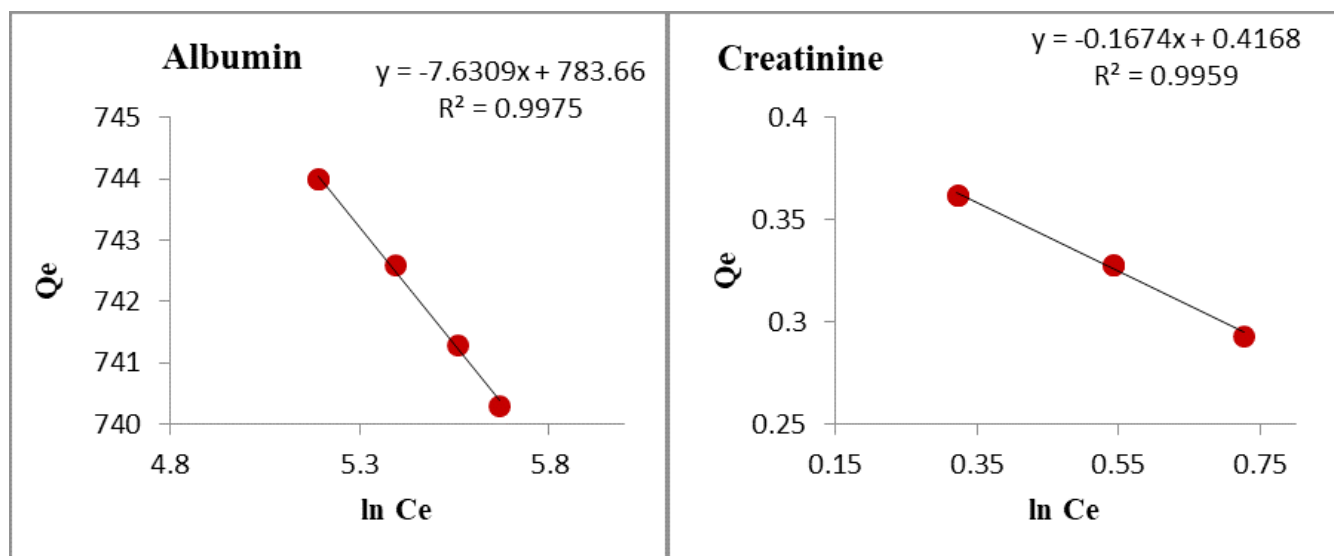 Albumin
y = -7.6309x + 783.66
R² = 0.9975
745
744
743
742
741
740
Qe
4.8 5.3 5.8
ln Ce
Creatinine
y = -0.1674x + 0.4168
R² = 0.9959
0.4
0.35
0.3
0.25
Qe
0.15 0.35 0.55 0.75
ln Ce